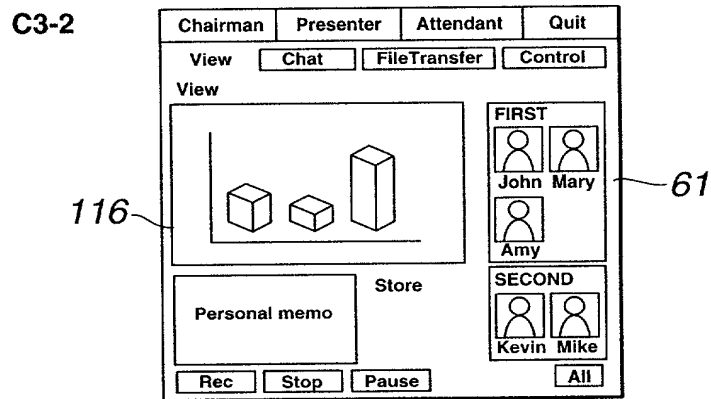 C3-2
Chairman Presenter Attendant Quit
View Chat FileTransfer Control
View
FIRST
John Mary
116
61
Amy
SECOND
Store
Personal memo
Kevin Mike
Rec Stop Pause All